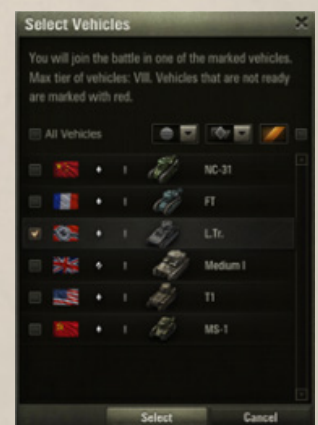 Select Vehicles
You will join the battle in one of the marked vehicles.
Max tier of vehicles: VIII. Vehicles that are not ready
are marked with red.
All Vehicles
I NC-31
I FT
I L.Tr.
I Medium I
I T1
I MS-1
Select Cancel